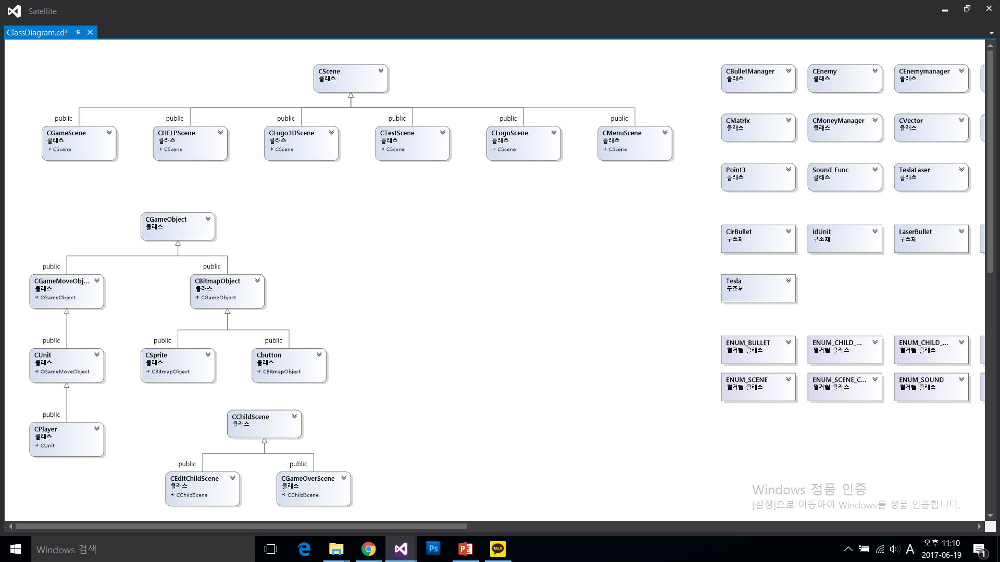 Satellite
ClassDiagram.cd*
CScene
클래스
public
public
public
public
public
public
CGameScene
클래스
CScene
CHELPScene
클래스
CScene
CLogo3DScene
클래스
CScene
CTestScene
클래스
CScene
CLogoScene
클래스
CScene
CMenuScene
클래스
CScene
CGameObject
클래스
public
public
CGameMoveObj...
클래스
CGameObject
CBitmapObject
클래스
CGameObject
public
public
public
CUnit
클래스
CGameMoveObject
CSprite
클래스
CBitmapObject
Cbutton
클래스
CBitmapObject
public
CPlayer
클래스
CUnit
CChildScene
클래스
public
public
CEditChildScene
클래스
CChildScene
CGameOverScene
클래스
CChildScene
CBulletManager
클래스
CEnemy
클래스
CEnemymanager
클래스
CMatrix
클래스
CMoneyManager
클래스
CVector
클래스
Point3
클래스
Sound_Func
클래스
TeslaLaser
클래스
CirBullet
구조체
idUnit
구조체
LaserBullet
구조체
Tesla
구조체
ENUM_BULLET
열거형 클래스
ENUM_CHILD_...
열거형 클래스
ENUM_CHILD_...
열거형 클래스
ENUM_SCENE
열거형 클래스
ENUM_SCENE_C...
열거형 클래스
ENUM_SOUND
열거형 클래스
Windows 정품 인증
[설정]으로 이동하여 Windows를 정품 인증합니다.
Windows 검색
Ps
P
TALK
A
오후 11:10
2017-06-19
1